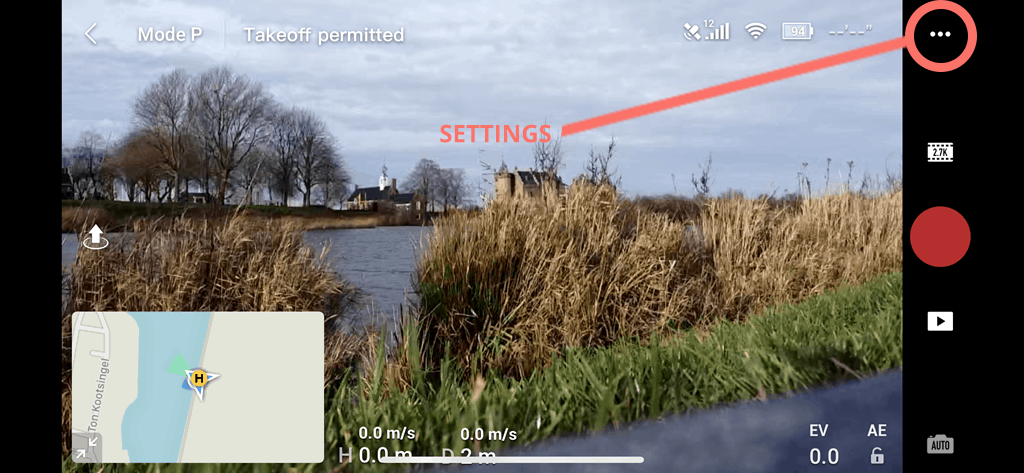 Mode P
Takeoff permitted
12
94
--'--"
SETTINGS
2.7K
H
Ton Kootsingel
0.0 m/s
0.0 m/s
H 0.0 m
D 2 m
EV
AE
0.0
AUTO